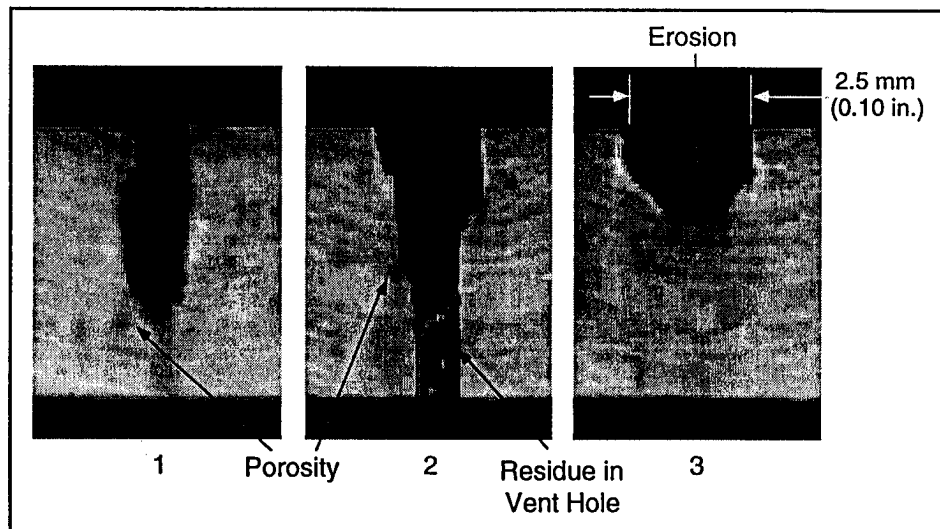 Erosion
2.5 mm
(0.10 in.)
1
Porosity
2
Residue in
Vent Hole
3